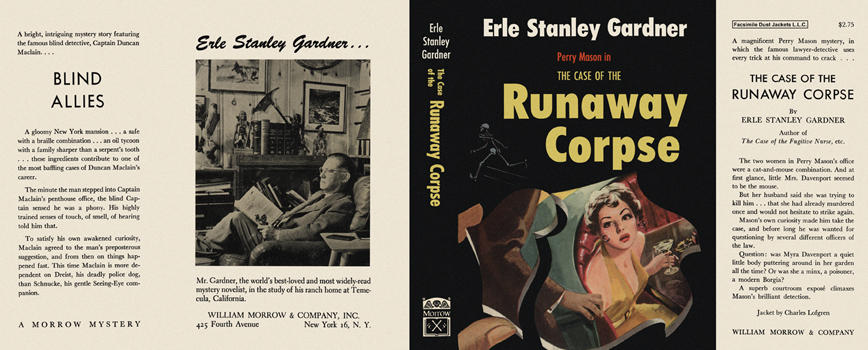 A bright, intriguing mystery story featuring
the famous blind detective, Captain Duncan
Maclain. . . .
BLIND
ALLIES
A gloomy New York mansion . . . a safe
with a braille combination . . . an oil tycoon
with a family sharper than a serpent's tooth
. . . these ingredients contribute to one of
the most baffling cases of Duncan Maclain's
career.
The minute the man stepped into Captain
Maclain's penthouse office, the blind Cap-
tain sensed he was a phony. His highly
trained senses of touch, of smell, of hearing
told him that.
To satisfy his own awakened curiosity,
Maclain agreed to the man's preposterous
suggestion, and from then on things hap-
pened fast. This time Maclain is more de-
pendent on Dreist, his deadly police dog,
than Schnucke, his gentle Seeing-Eye com-
panion.
A MORROW MYSTERY
Erle Stanley Gardner...
Mr. Gardner, the world's best-loved and most widely-read
mystery novelist, in the study of his ranch home at Teme-
cula, California.
WILLIAM MORROW & COMPANY, INC.
425 Fourth Avenue New York 16, N. Y.
Erle
Stanley
Gardner
The Case
of the
Runaway Corpse
MORROW
Erle Stanley Gardner
Perry Mason in
THE CASE OF THE
Runaway
Corpse
Facsimile Dust Jackets L.L.C.
$2.75
A magnificent Perry Mason mystery, in
which the famous lawyer-detective uses
every trick at his command to crack . . .
THE CASE OF THE
RUNAWAY CORPSE
By
ERLE STANLEY GARDNER
Author of
The Case of the Fugitive Nurse, etc.
The two women in Perry Mason's office
were a cat-and-mouse combination. And at
first glance, little Mrs. Davenport seemed
to be the mouse.
But her husband said she was trying to
kill him . . . that she had already murdered
once and would not hesitate to strike again.
Mason's own curiosity made him take the
case, and before long he was wanted for
questioning by several different officers of
the law.
Question: was Myra Davenport a quiet
little body puttering around in her garden
all the time? Or was she a minx, a poisoner,
a modern Borgia?
A superb courtroom exposé climaxes
Mason's brilliant detection.
Jacket by Charles Lofgren
WILLIAM MORROW & COMPANY